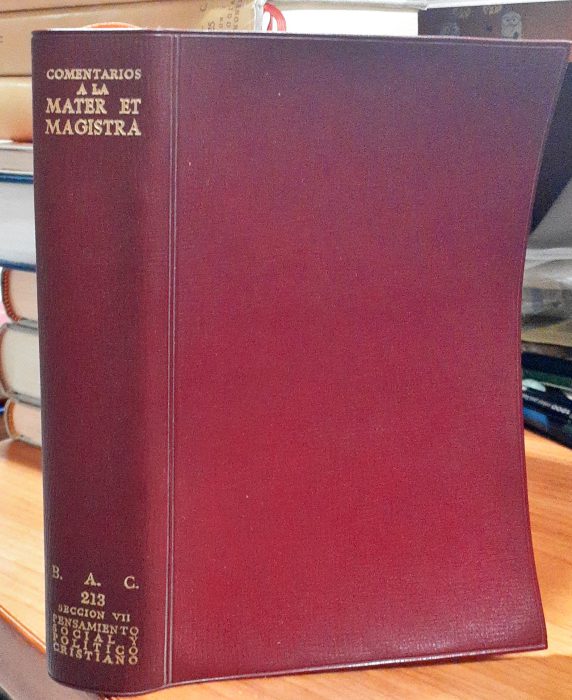 COMENTARIOS
A LA
MATER ET
MAGISTRA
B. A. C.
213
SECCION VII
PENSAMIENTO
SOCIAL Y
POLITICO
CRISTIANO